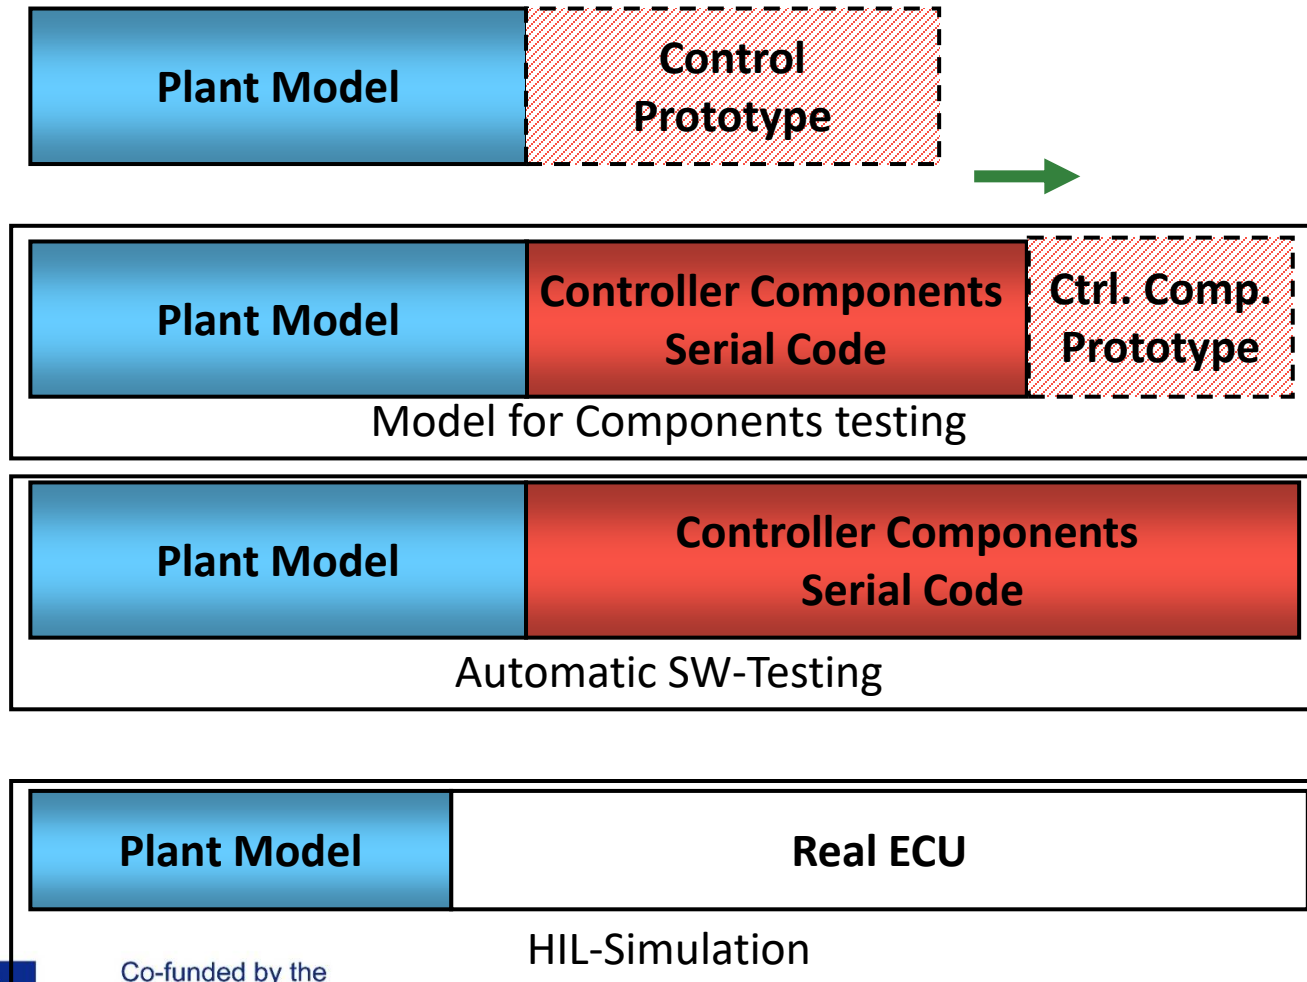 Plant Model
Control
Prototype
Plant Model
Controller Components
Serial Code
Ctrl. Comp.
Prototype
Model for Components testing
Plant Model
Controller Components
Serial Code
Automatic SW-Testing
Plant Model
Real ECU
HIL-Simulation
Co-funded by the